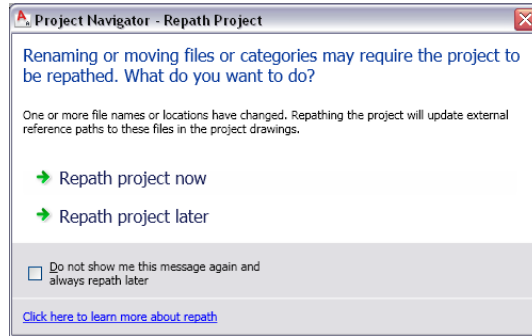 Project Navigator - Repath Project
Renaming or moving files or categories may require the project to
be repathed. What do you want to do?
One or more file names or locations have changed. Repathing the project will update external
reference paths to these files in the project drawings.
Repath project now
Repath project later
Do not show me this message again and
always repath later
Click here to learn more about repath